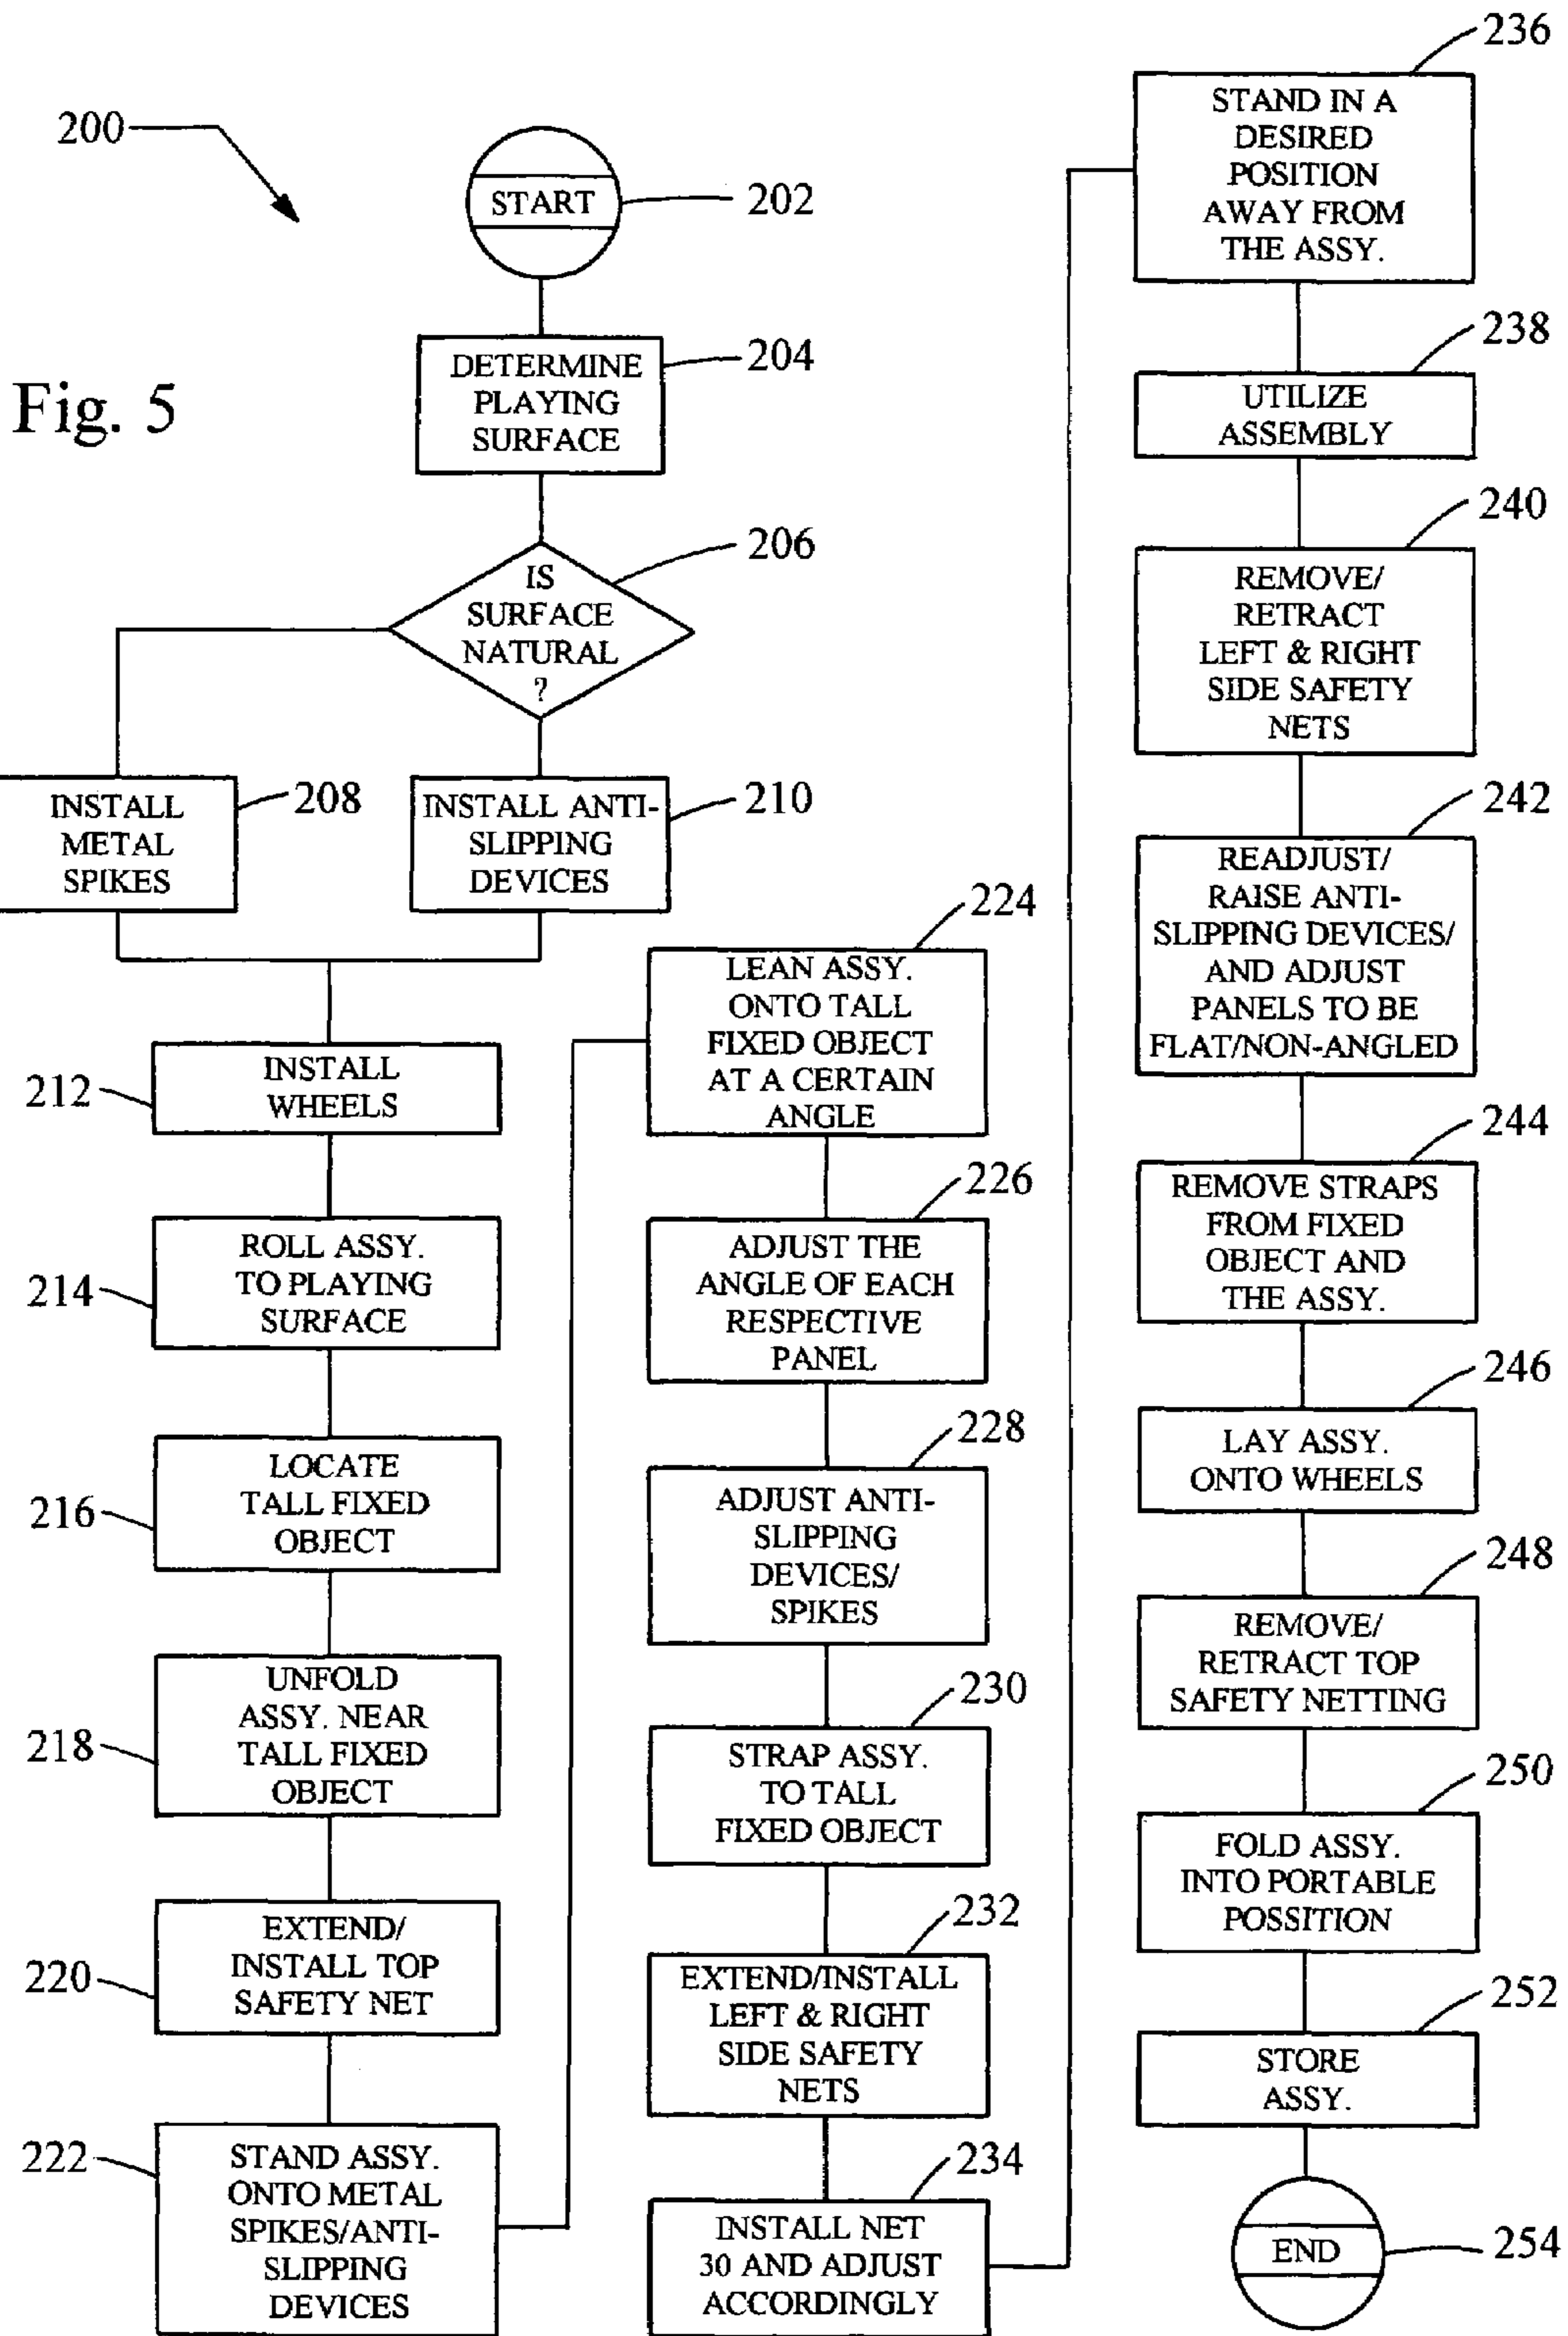 200
START
202
Fig. 5
DETERMINE
PLAYING
SURFACE
204
IS
SURFACE
NATURAL
?
206
INSTALL
METAL
SPIKES
208
INSTALL ANTI-
SLIPPING
DEVICES
210
INSTALL
WHEELS
212
ROLL ASSY.
TO PLAYING
SURFACE
214
LOCATE
TALL FIXED
OBJECT
216
UNFOLD
ASSY. NEAR
TALL FIXED
OBJECT
218
EXTEND/
INSTALL TOP
SAFETY NET
220
STAND ASSY.
ONTO METAL
SPIKES/ANTI-
SLIPPING
DEVICES
222
224
LEAN ASSY.
ONTO TALL
FIXED OBJECT
AT A CERTAIN
ANGLE
226
ADJUST THE
ANGLE OF EACH
RESPECTIVE
PANEL
228
ADJUST ANTI-
SLIPPING
DEVICES/
SPIKES
230
STRAP ASSY.
TO TALL
FIXED OBJECT
232
EXTEND/INSTALL
LEFT & RIGHT
SIDE SAFETY
NETS
234
INSTALL NET
30 AND ADJUST
ACCORDINGLY
236
STAND IN A
DESIRED
POSITION
AWAY FROM
THE ASSY.
238
UTILIZE
ASSEMBLY
240
REMOVE/
RETRACT
LEFT & RIGHT
SIDE SAFETY
NETS
242
READJUST/
RAISE ANTI-
SLIPPING DEVICES/
AND ADJUST
PANELS TO BE
FLAT/NON-ANGLED
244
REMOVE STRAPS
FROM FIXED
OBJECT AND
THE ASSY.
246
LAY ASSY.
ONTO WHEELS
248
REMOVE/
RETRACT TOP
SAFETY NETTING
250
FOLD ASSY.
INTO PORTABLE
POSSITION
252
STORE
ASSY.
END
254